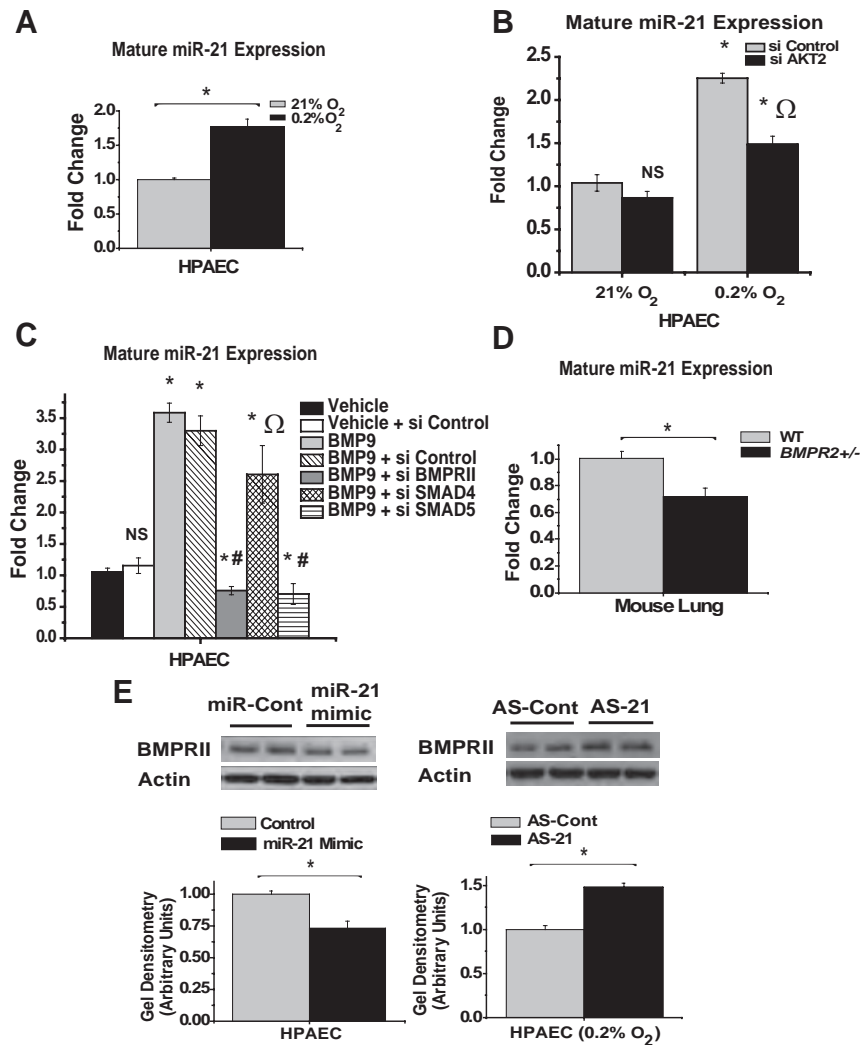 A
Mature miR-21 Expression
*
21% O2
0.2%O2
Fold Change
2.0
1.5
1.0
0.5
0.0
HPAEC
B
Mature miR-21 Expression
si Control
si AKT2
*
* Ω
NS
Fold Change
2.5
2.0
1.5
1.0
0.5
0.0
21% O2
0.2% O2
HPAEC
C
Mature miR-21 Expression
* *
* Ω
NS
*#
*#
Vehicle
Vehicle + si Control
BMP9
BMP9 + si Control
BMP9 + si BMPRII
BMP9 + si SMAD4
BMP9 + si SMAD5
Fold Change
3.5
3.0
2.5
2.0
1.5
1.0
0.5
0.0
HPAEC
D
Mature miR-21 Expression
*
WT
BMPR2+/-
Fold Change
1.0
0.8
0.6
0.4
0.2
0.0
Mouse Lung
E
miR-Cont
miR-21
mimic
BMPRII
Actin
AS-Cont
AS-21
BMPRII
Actin
Control
miR-21 Mimic
*
Gel Densitometry
(Arbitrary Units)
1.00
0.75
0.50
0.25
0.00
HPAEC
AS-Cont
AS-21
*
Gel Densitometry
(Arbitrary Units)
1.5
1.0
0.5
0.0
HPAEC (0.2% O2)